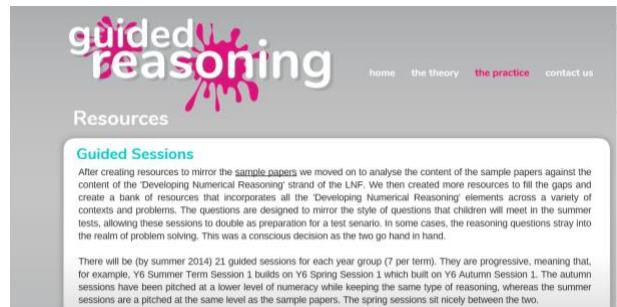 guided
reasoning
home the theory the practice contact us
Resources
Guided Sessions
After creating resources to mirror the sample papers we moved on to analyse the content of the sample papers against the
content of the 'Developing Numerical Reasoning' strand of the LNF. We then created more resources to fill the gaps and
create a bank of resources that incorporates all the 'Developing Numerical Reasoning' elements across a variety of
contexts and problems. The questions are designed to mirror the style of questions that children will meet in the summer
tests, allowing these sessions to double as preparation for a test senario. In some cases, the reasoning questions stray into
the realm of problem solving. This was a conscious decision as the two go hand in hand.
There will be (by summer 2014) 21 guided sessions for each year group (7 per term). They are progressive, meaning that,
for example, Y6 Summer Term Session 1 builds on Y6 Spring Session 1 which built on Y6 Autumn Session 1. The autumn
sessions have been pitched at a lower level of numeracy while keeping the same type of reasoning, whereas the summer
sessions are a pitched at the same level as the sample papers. The spring sessions sit nicely between the two.